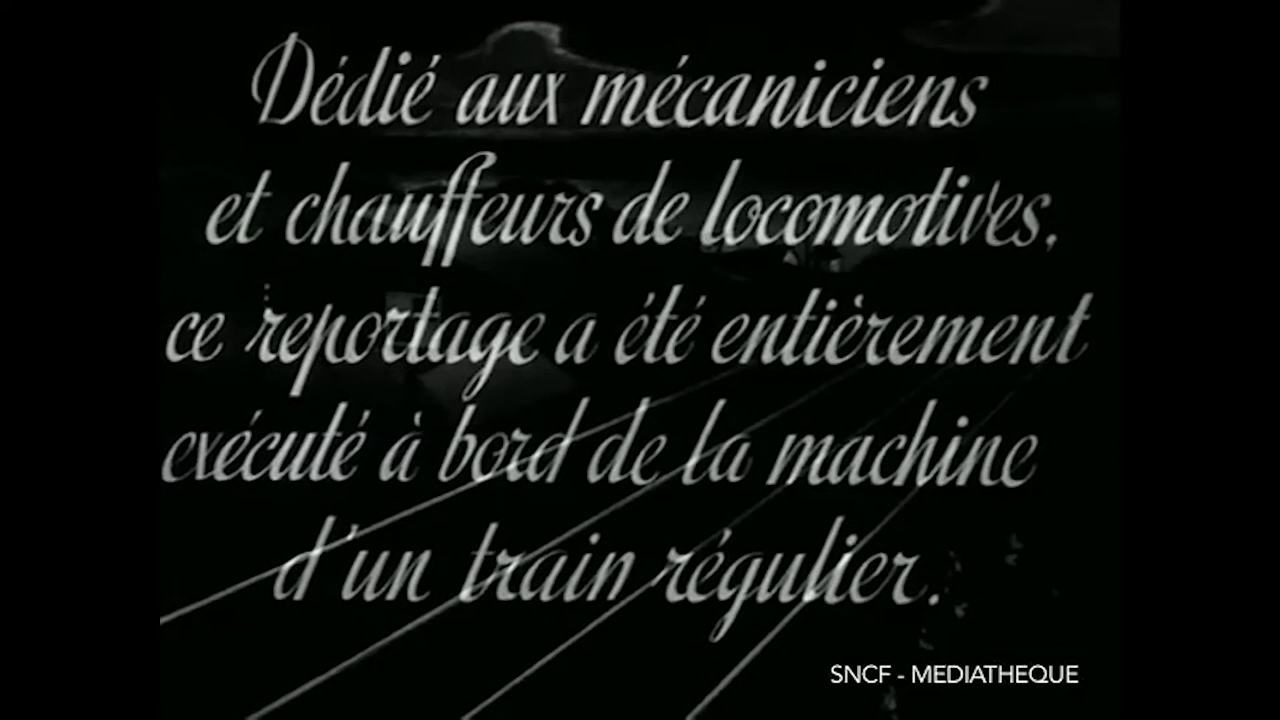 Dédié aux mécaniciens
et chauffeurs de locomotives,
ce reportage a été entièrement
exécuté à bord de la machine
d'un train régulier.
SNCF - MEDIATHEQUE